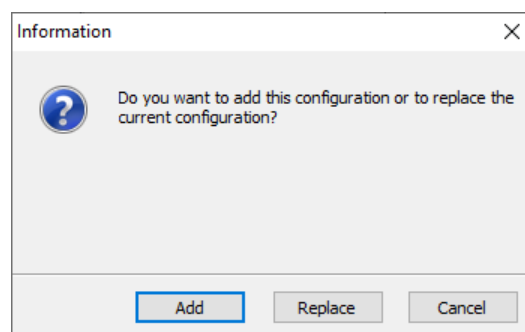 Information
Do you want to add this configuration or to replace the
current configuration?
Add
Replace
Cancel